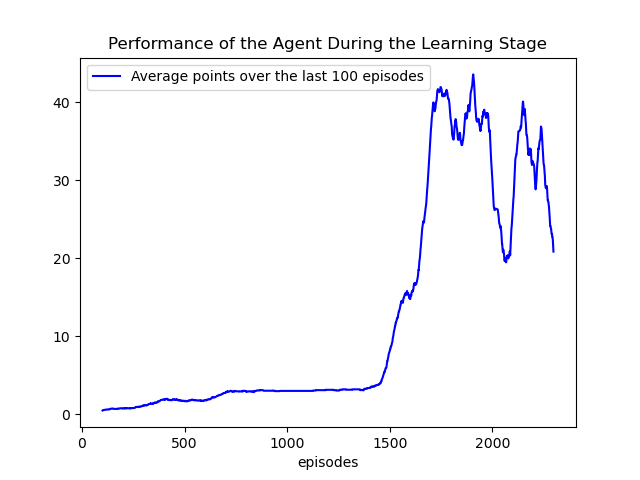 Performance of the Agent During the Learning Stage
Average points over the last 100 episodes
40
30
20
10
0
0 500 1000 1500 2000
episodes